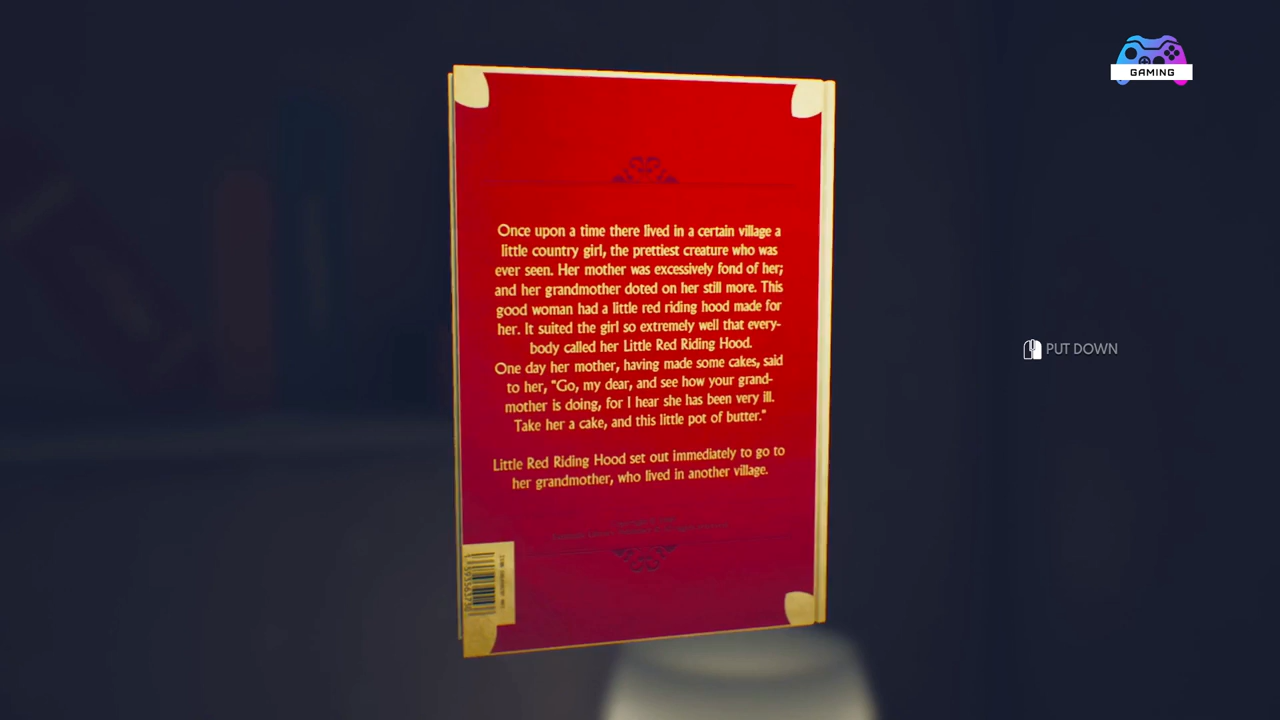 GAMING
Once upon a time there lived in a certain village a
little country girl, the prettiest creature who was
ever seen. Her mother was excessively fond of her;
and her grandmother doted on her still more. This
good woman had a little red riding hood made for
her. It suited the girl so extremely well that every-
body called her Little Red Riding Hood.
One day her mother, having made some cakes, said
to her, "Go, my dear, and see how your grand-
mother is doing, for I hear she has been very ill.
Take her a cake, and this little pot of butter."
Little Red Riding Hood set out immediately to go to
her grandmother, who lived in another village.
PUT DOWN